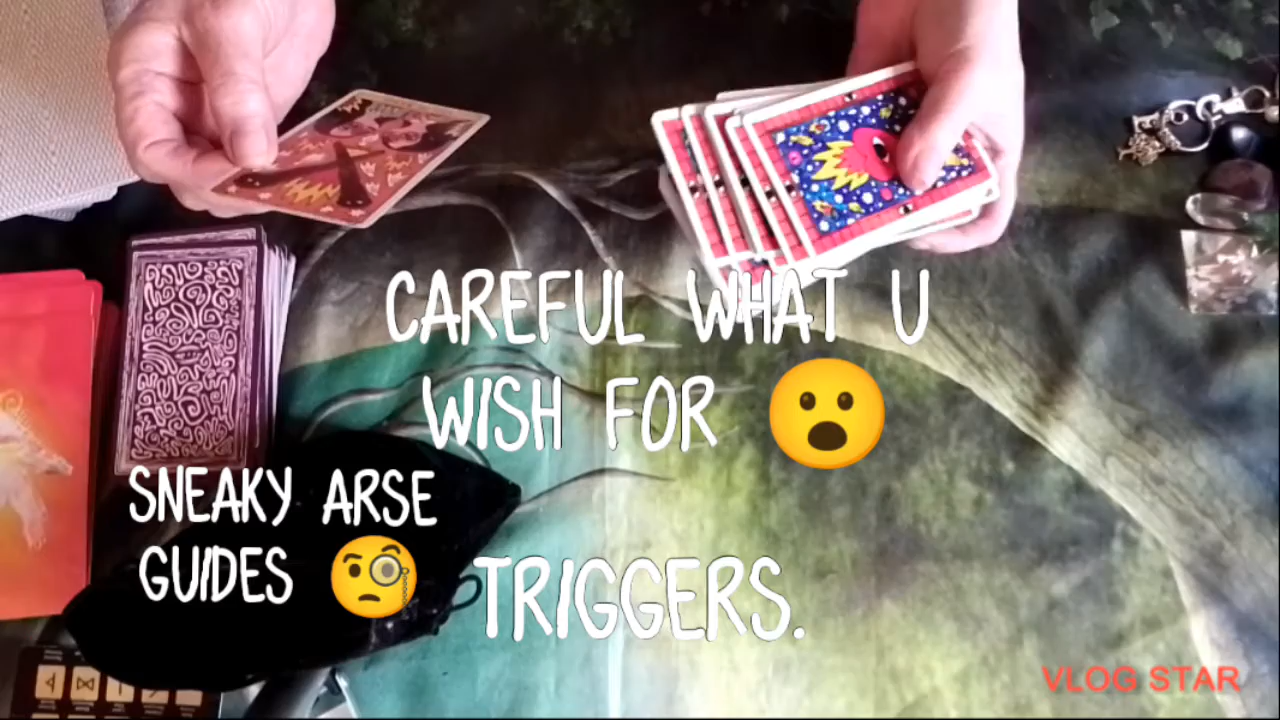 CAREFUL WHAT U
WISH FOR 😮
SNEAKY ARSE
GUIDES 🧐
TRIGGERS.
VLOG STAR